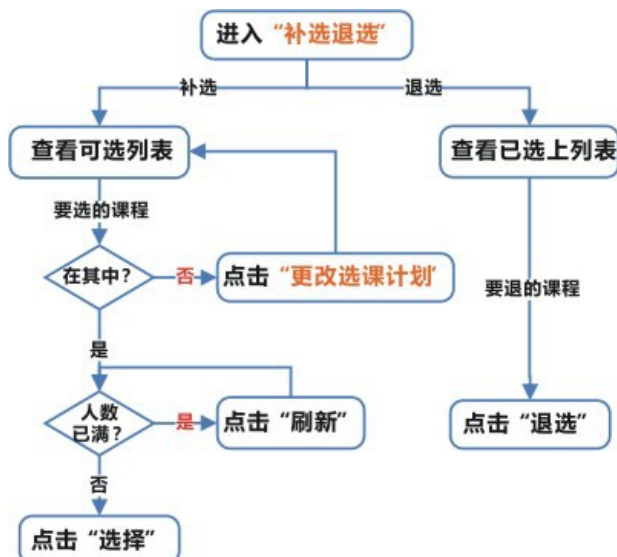 进入 “补选退选”
补选
退选
查看可选列表
查看已选上列表
要选的课程
在其中？
否
点击 “更改选课计划’
要退的课程
是
人数
已满？
是
点击 “刷新”
点击 “退选”
否
点击 “选择”